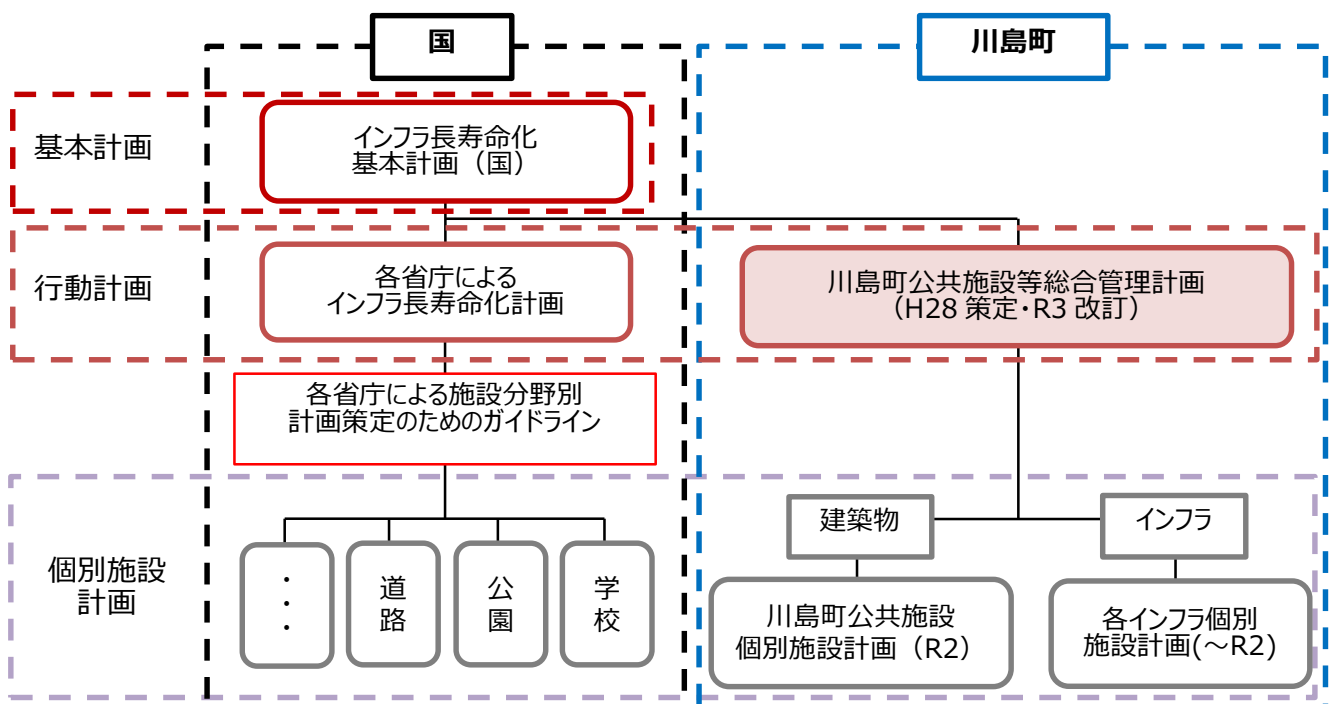 国
川島町
基本計画
インフラ長寿命化
基本計画（国）
行動計画
各省庁による
インフラ長寿命化計画
川島町公共施設等総合管理計画
（H28 策定・R3 改訂）
各省庁による施設分野別
計画策定のためのガイドライン
個別施設
計画
・
・
・
道
路
公
園
学
校
建築物
インフラ
川島町公共施設
個別施設計画（R2）
各インフラ個別
施設計画(～R2)